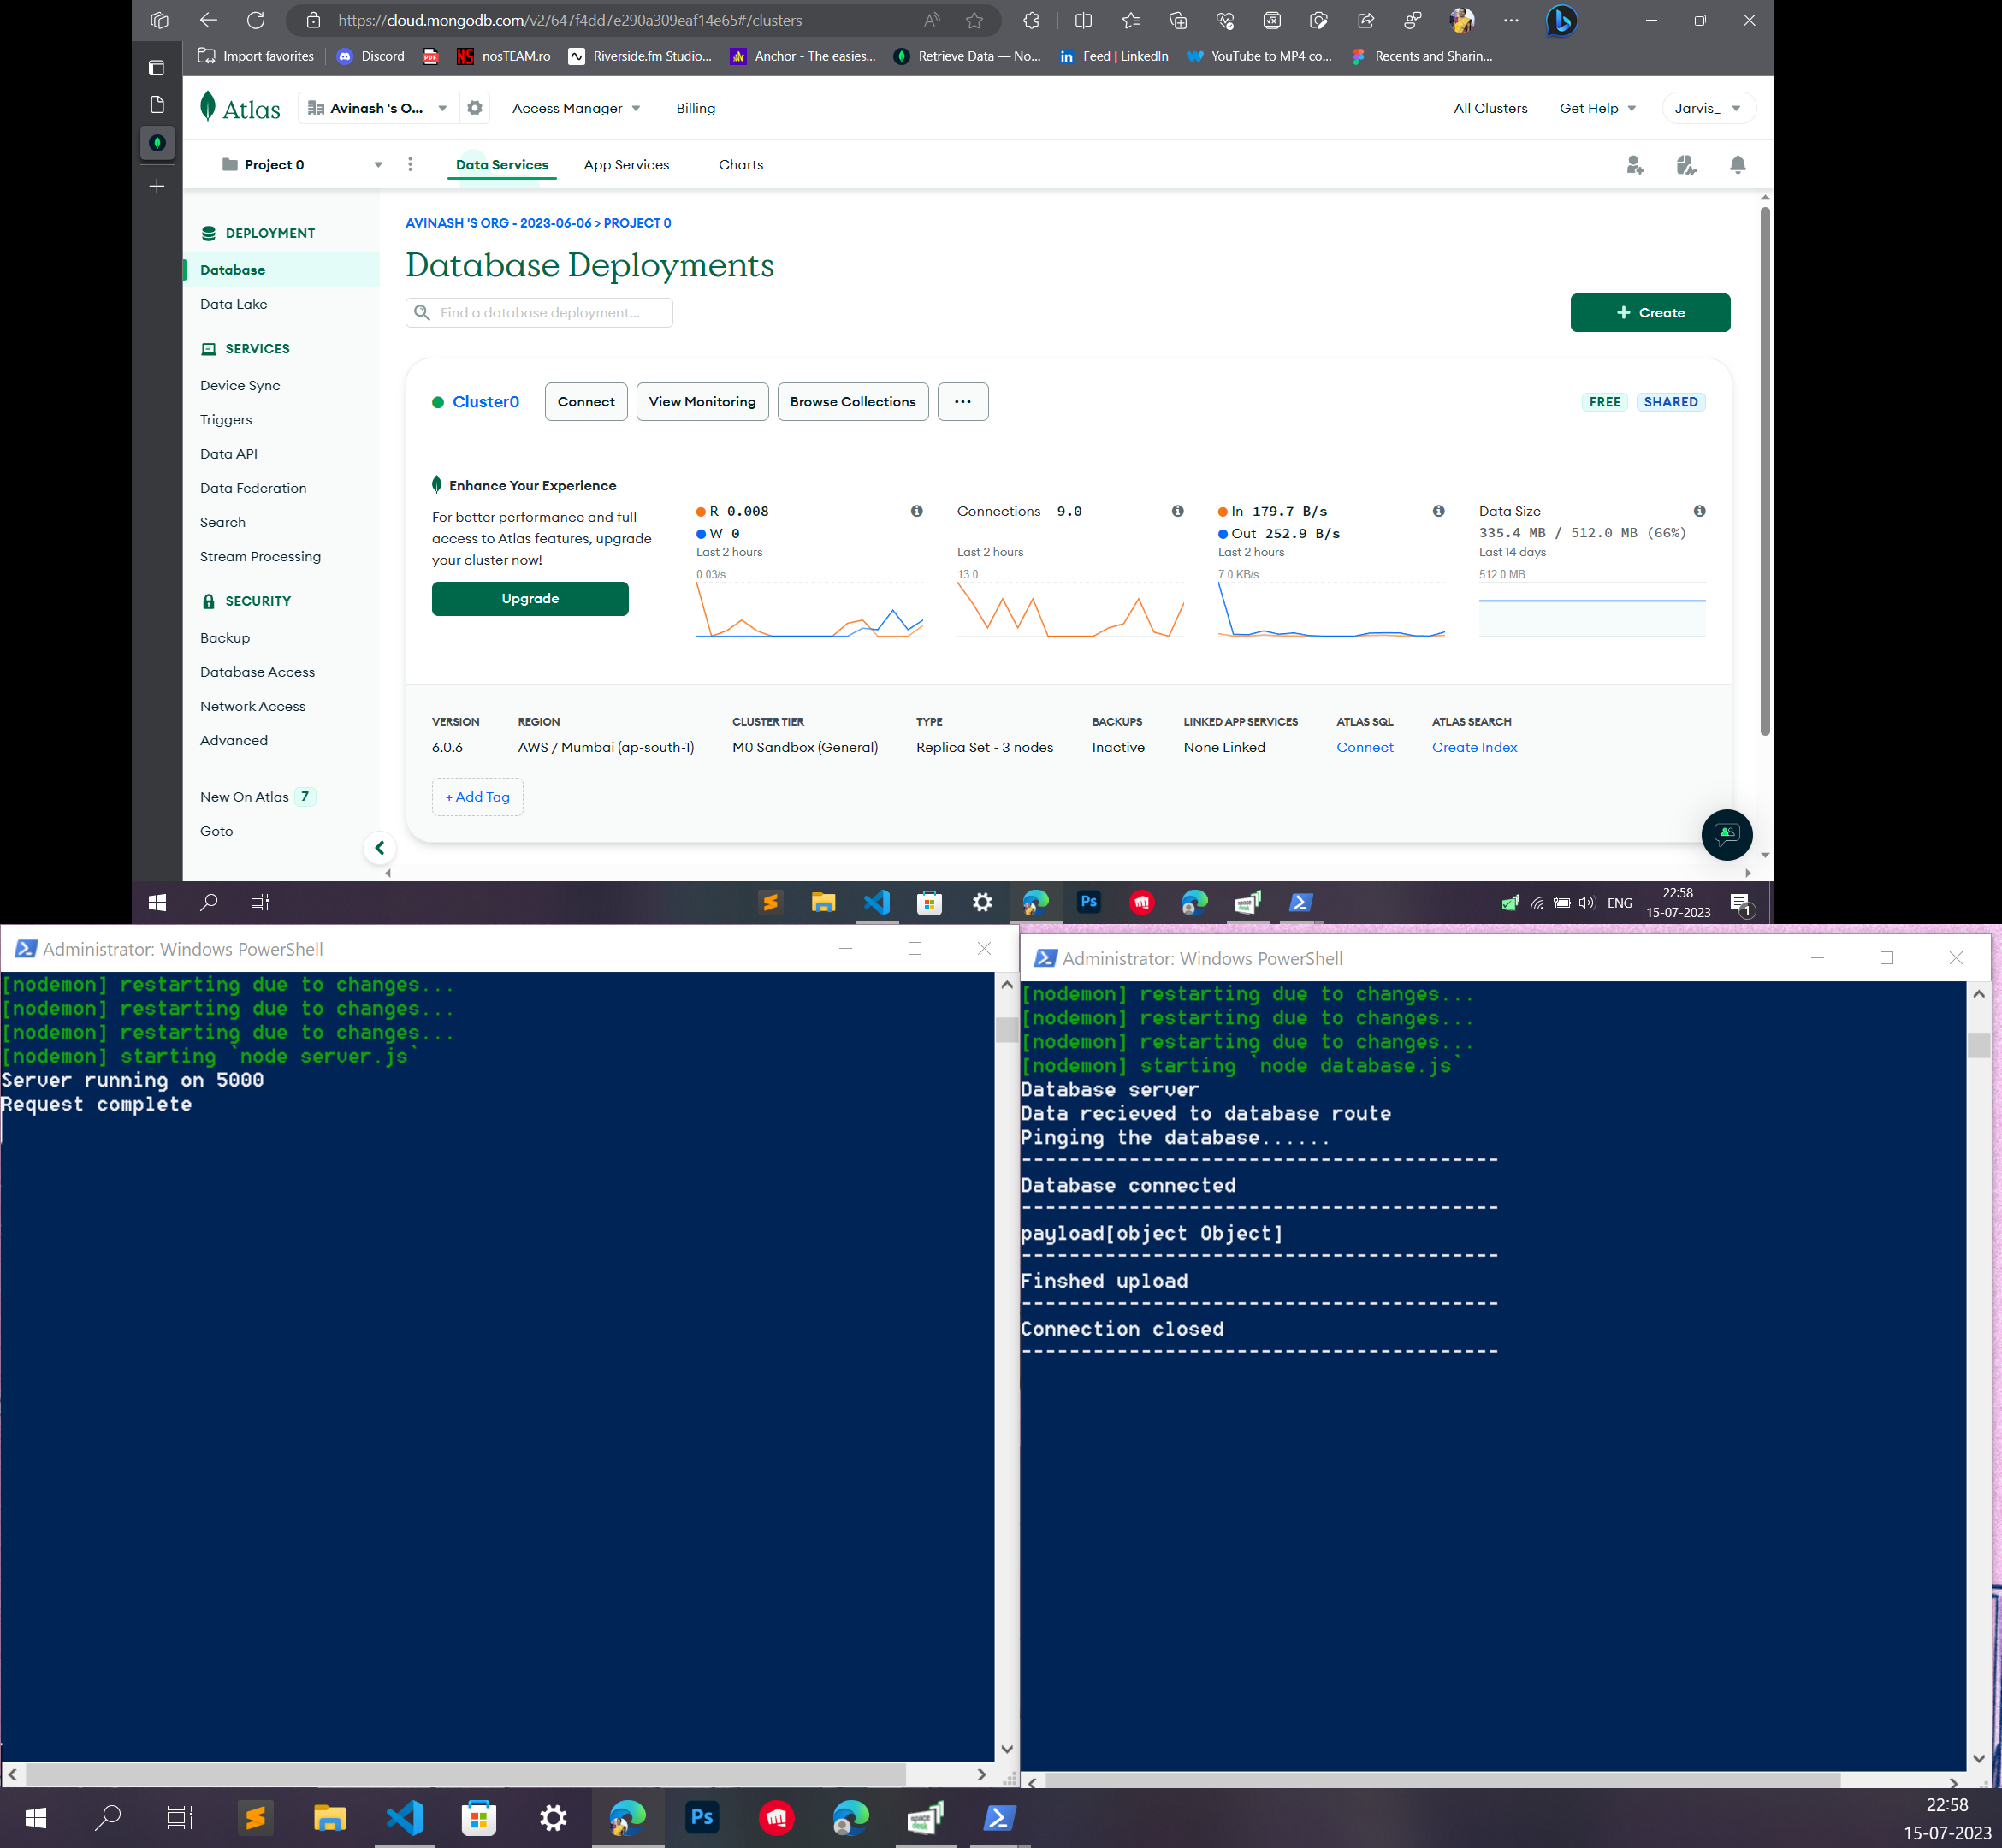 https://cloud.mongodb.com/v2/647f4dd7e290a309eaf14e65#/clusters
Import favorites
Discord
PDF
NS nosTEAM.ro
Riverside.fm Studio...
Anchor - The easies...
Retrieve Data — No...
in Feed | LinkedIn
YouTube to MP4 co...
Recents and Sharin...
Atlas
Avinash 's O...
Access Manager
Billing
All Clusters
Get Help
Jarvis_
Project 0
Data Services
App Services
Charts
DEPLOYMENT
Database
Data Lake
SERVICES
Device Sync
Triggers
Data API
Data Federation
Search
Stream Processing
SECURITY
Backup
Database Access
Network Access
Advanced
New On Atlas 7
Goto
AVINASH 'S ORG - 2023-06-06 > PROJECT 0
Database Deployments
Find a database deployment...
+ Create
Cluster0
Connect
View Monitoring
Browse Collections
...
FREE
SHARED
Enhance Your Experience
For better performance and full
access to Atlas features, upgrade
your cluster now!
Upgrade
R 0.008
W 0
Last 2 hours
0.03/s
Connections 9.0
Last 2 hours
13.0
In 179.7 B/s
Out 252.9 B/s
Last 2 hours
7.0 KB/s
Data Size
335.4 MB / 512.0 MB (66%)
Last 14 days
512.0 MB
VERSION
6.0.6
REGION
AWS / Mumbai (ap-south-1)
CLUSTER TIER
M0 Sandbox (General)
TYPE
Replica Set - 3 nodes
BACKUPS
Inactive
LINKED APP SERVICES
None Linked
ATLAS SQL
Connect
ATLAS SEARCH
Create Index
+ Add Tag
Ps
ENG
22:58
15-07-2023
1
Administrator: Windows PowerShell
[nodemon] restarting due to changes...
[nodemon] restarting due to changes...
[nodemon] restarting due to changes...
[nodemon] starting `node server.js`
Server running on 5000
Request complete
Administrator: Windows PowerShell
[nodemon] restarting due to changes...
[nodemon] restarting due to changes...
[nodemon] restarting due to changes...
[nodemon] starting `node database.js`
Database server
Data recieved to database route
Pinging the database......
----------------------------------------
Database connected
----------------------------------------
payload[object Object]
----------------------------------------
Finshed upload
----------------------------------------
Connection closed
----------------------------------------
Ps
space desk
22:58
15-07-2023